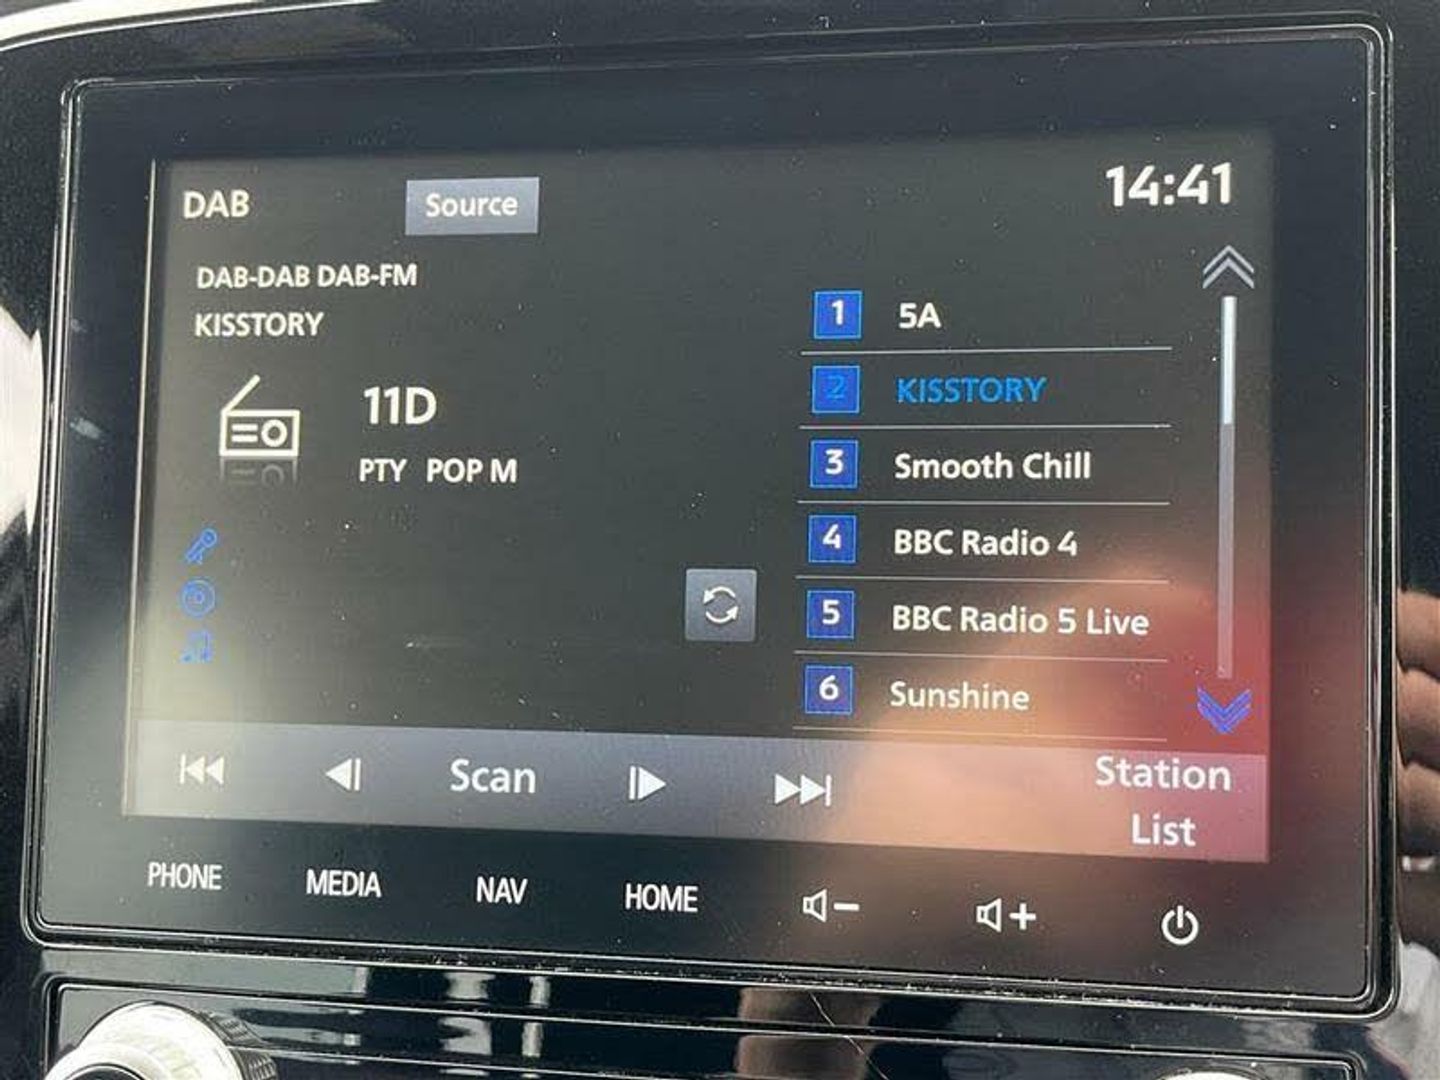 DAB
Source
14:41
DAB-DAB DAB-FM
KISSTORY
11D
PTY POP M
1 5A
2 KISSTORY
3 Smooth Chill
4 BBC Radio 4
5 BBC Radio 5 Live
6 Sunshine
Scan
Station
List
PHONE
MEDIA
NAV
HOME